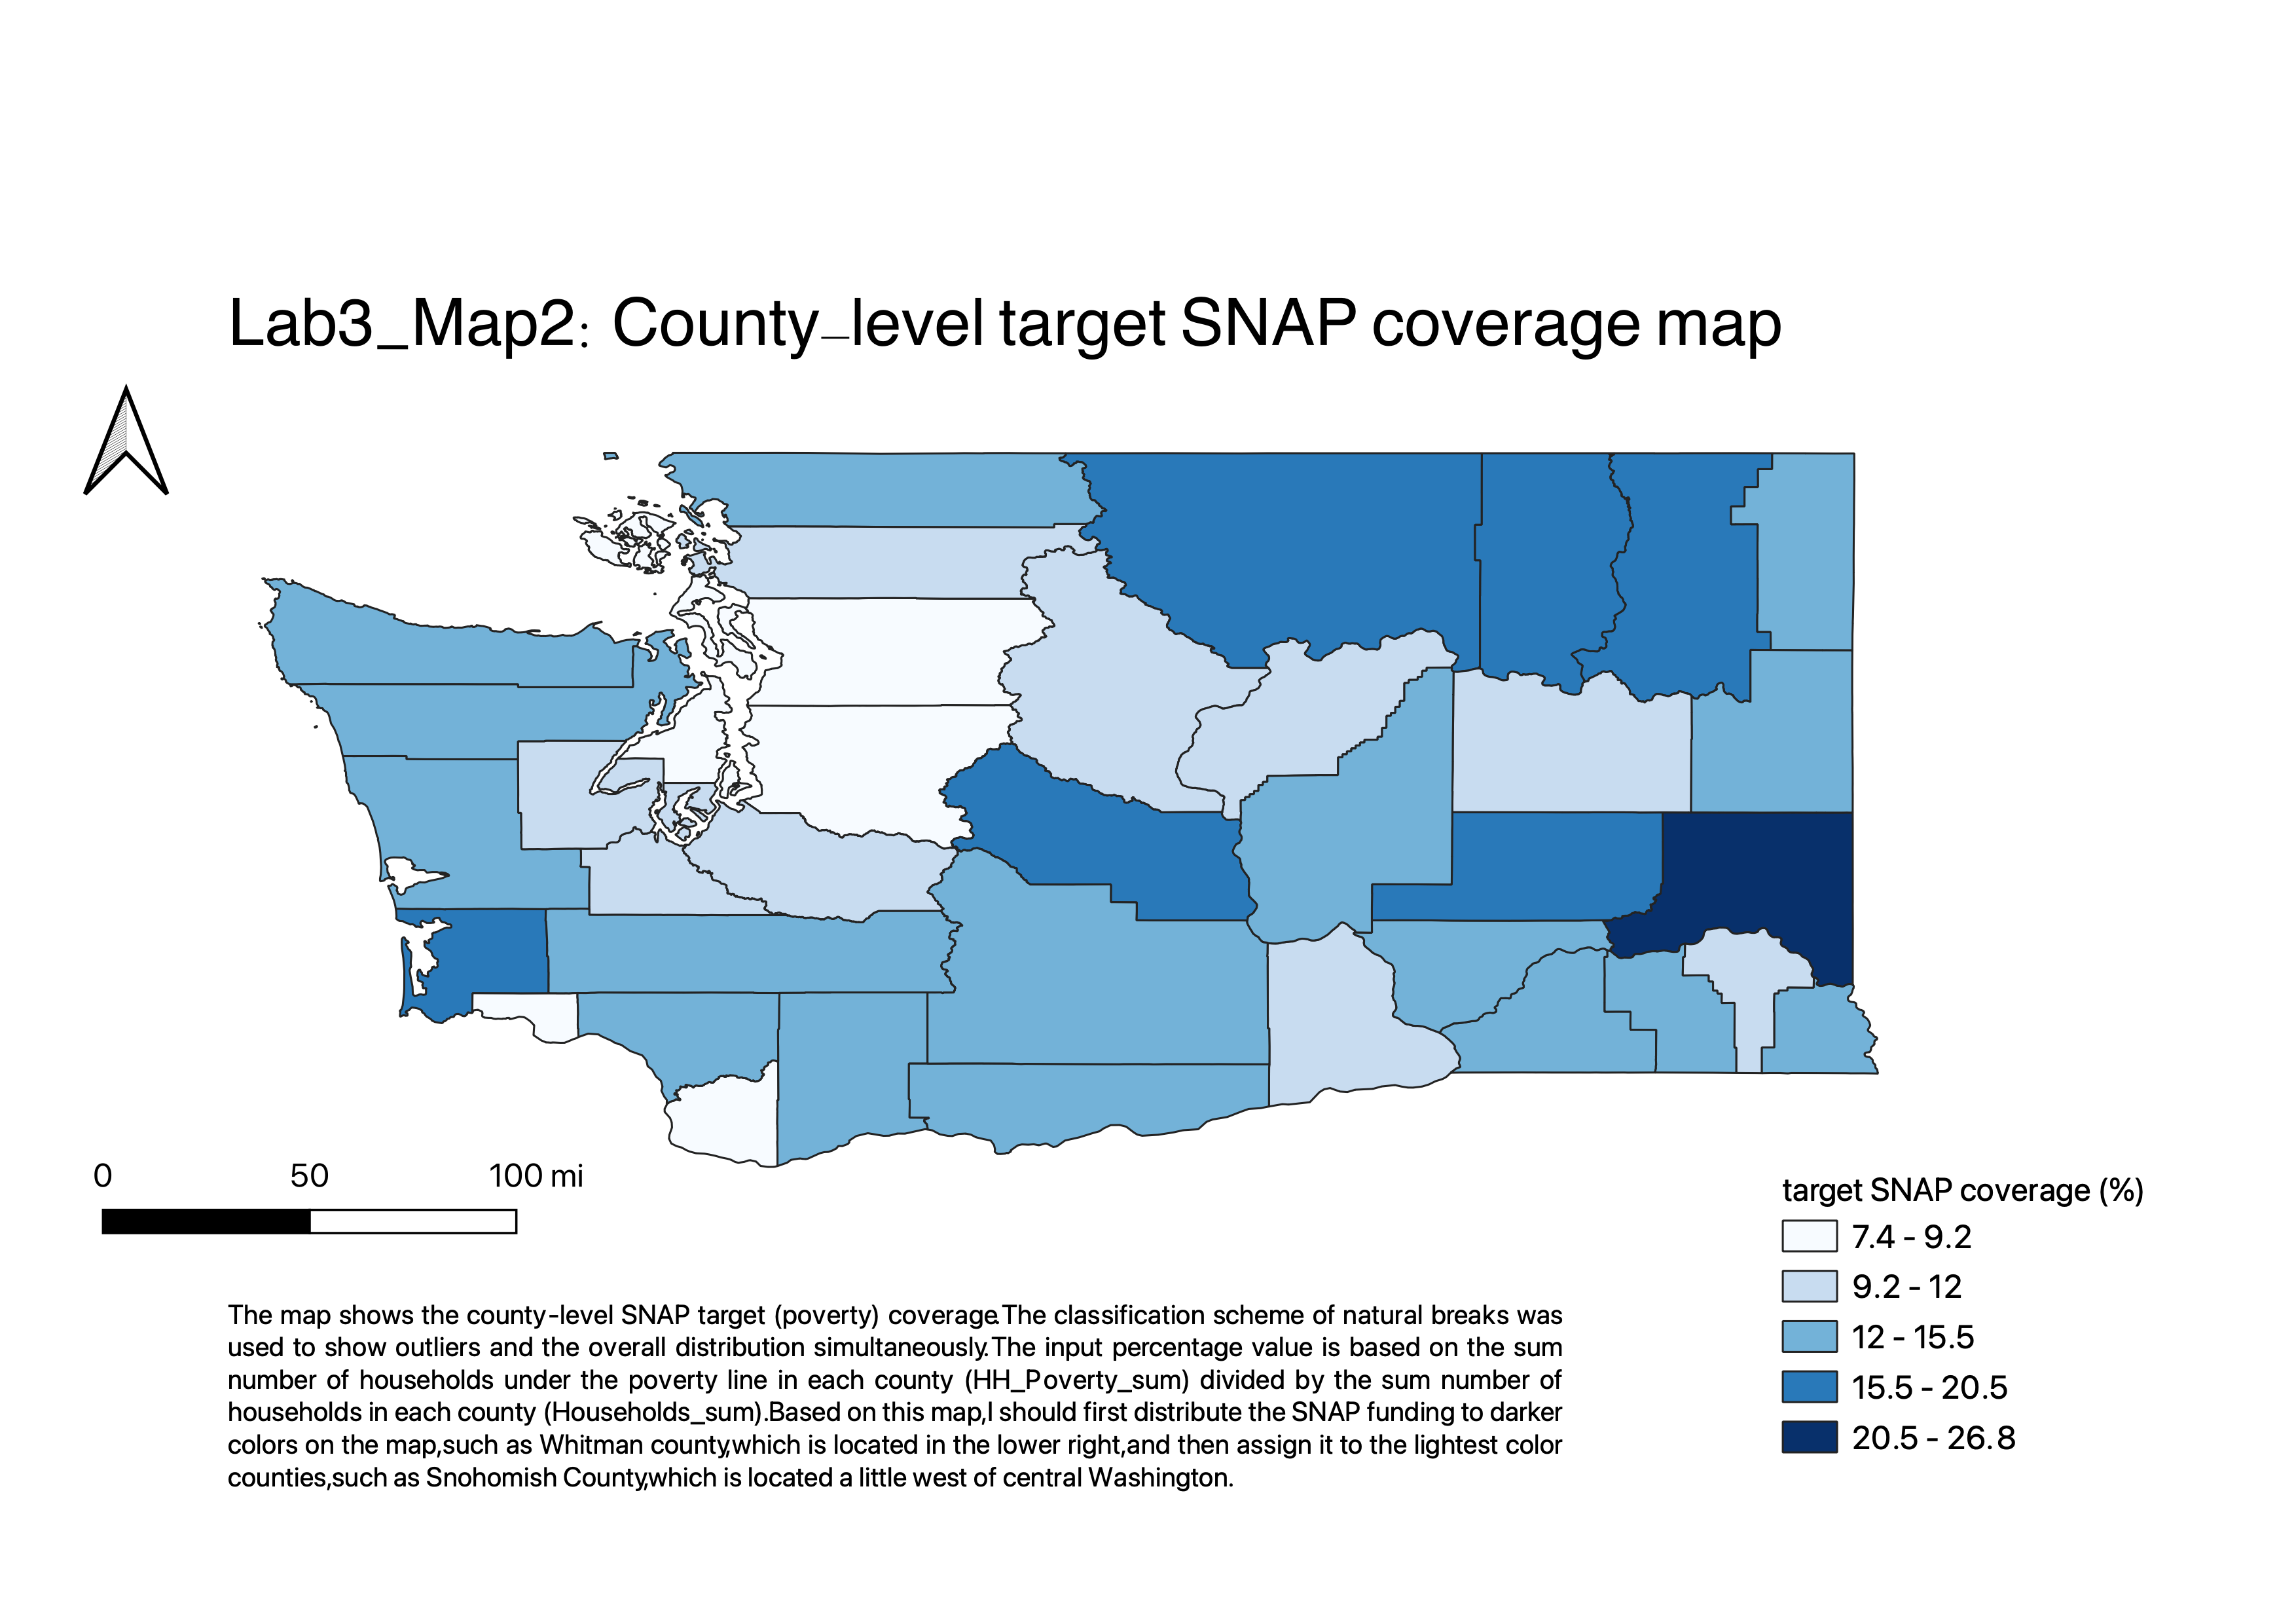 Lab3_Map2: County–level target SNAP coverage map
0 50 100 mi
target SNAP coverage (%)
7.4 - 9.2
9.2 - 12
12 - 15.5
15.5 - 20.5
20.5 - 26.8
The map shows the county-level SNAP target (poverty) coverage.The classification scheme of natural breaks was
used to show outliers and the overall distribution simultaneously.The input percentage value is based on the sum
number of households under the poverty line in each county (HH_Poverty_sum) divided by the sum number of
households in each county (Households_sum).Based on this map,I should first distribute the SNAP funding to darker
colors on the map,such as Whitman county,which is located in the lower right,and then assign it to the lightest color
counties,such as Snohomish County,which is located a little west of central Washington.